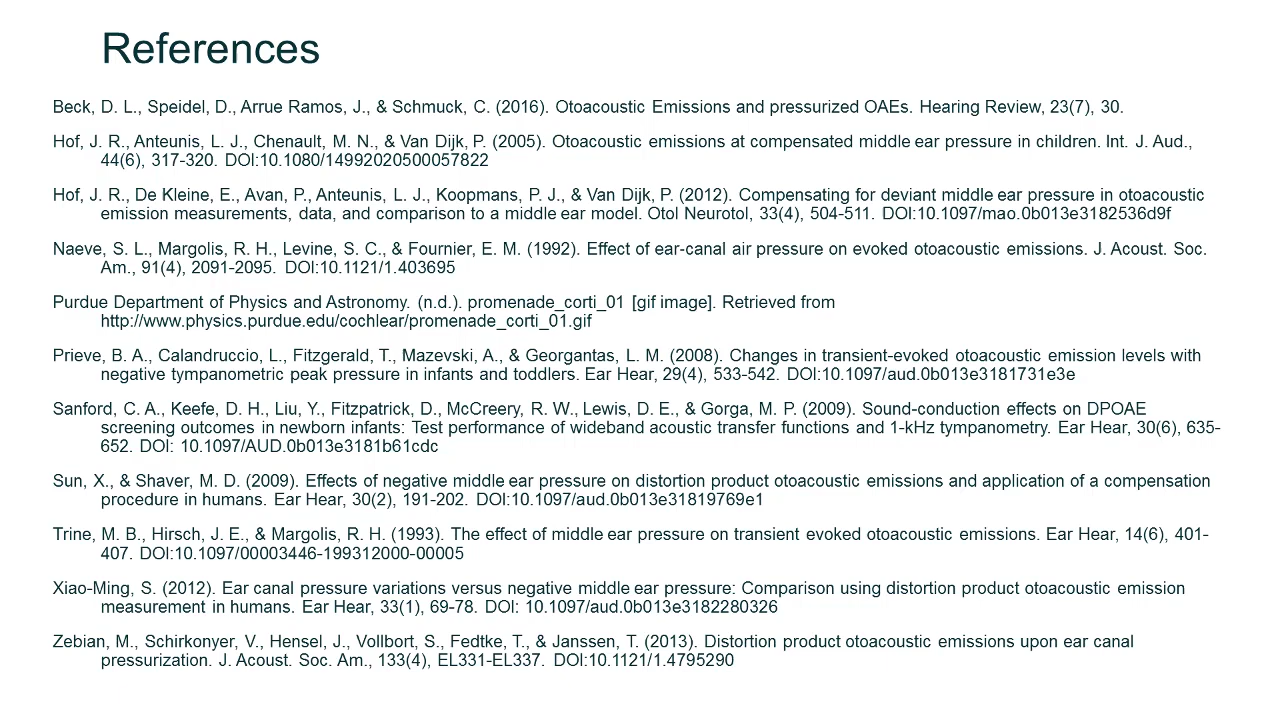 References
Beck, D. L., Speidel, D., Arrue Ramos, J., & Schmuck, C. (2016). Otoacoustic Emissions and pressurized OAEs. Hearing Review, 23(7), 30.
Hof, J. R., Anteunis, L. J., Chenault, M. N., & Van Dijk, P. (2005). Otoacoustic emissions at compensated middle ear pressure in children. Int. J. Aud.,
44(6), 317-320. DOI:10.1080/14992020500057822
Hof, J. R., De Kleine, E., Avan, P., Anteunis, L. J., Koopmans, P. J., & Van Dijk, P. (2012). Compensating for deviant middle ear pressure in otoacoustic
emission measurements, data, and comparison to a middle ear model. Otol Neurotol, 33(4), 504-511. DOI:10.1097/mao.0b013e3182536d9f
Naeve, S. L., Margolis, R. H., Levine, S. C., & Fournier, E. M. (1992). Effect of ear-canal air pressure on evoked otoacoustic emissions. J. Acoust. Soc.
Am., 91(4), 2091-2095. DOI:10.1121/1.403695
Purdue Department of Physics and Astronomy. (n.d.). promenade_corti_01 [gif image]. Retrieved from
http://www.physics.purdue.edu/cochlear/promenade_corti_01.gif
Prieve, B. A., Calandruccio, L., Fitzgerald, T., Mazevski, A., & Georgantas, L. M. (2008). Changes in transient-evoked otoacoustic emission levels with
negative tympanometric peak pressure in infants and toddlers. Ear Hear, 29(4), 533-542. DOI:10.1097/aud.0b013e3181731e3e
Sanford, C. A., Keefe, D. H., Liu, Y., Fitzpatrick, D., McCreery, R. W., Lewis, D. E., & Gorga, M. P. (2009). Sound-conduction effects on DPOAE
screening outcomes in newborn infants: Test performance of wideband acoustic transfer functions and 1-kHz tympanometry. Ear Hear, 30(6), 635-
652. DOI: 10.1097/AUD.0b013e3181b61cdc
Sun, X., & Shaver, M. D. (2009). Effects of negative middle ear pressure on distortion product otoacoustic emissions and application of a compensation
procedure in humans. Ear Hear, 30(2), 191-202. DOI:10.1097/aud.0b013e31819769e1
Trine, M. B., Hirsch, J. E., & Margolis, R. H. (1993). The effect of middle ear pressure on transient evoked otoacoustic emissions. Ear Hear, 14(6), 401-
407. DOI:10.1097/00003446-199312000-00005
Xiao-Ming, S. (2012). Ear canal pressure variations versus negative middle ear pressure: Comparison using distortion product otoacoustic emission
measurement in humans. Ear Hear, 33(1), 69-78. DOI: 10.1097/aud.0b013e3182280326
Zebian, M., Schirkonyer, V., Hensel, J., Vollbort, S., Fedtke, T., & Janssen, T. (2013). Distortion product otoacoustic emissions upon ear canal
pressurization. J. Acoust. Soc. Am., 133(4), EL331-EL337. DOI:10.1121/1.4795290